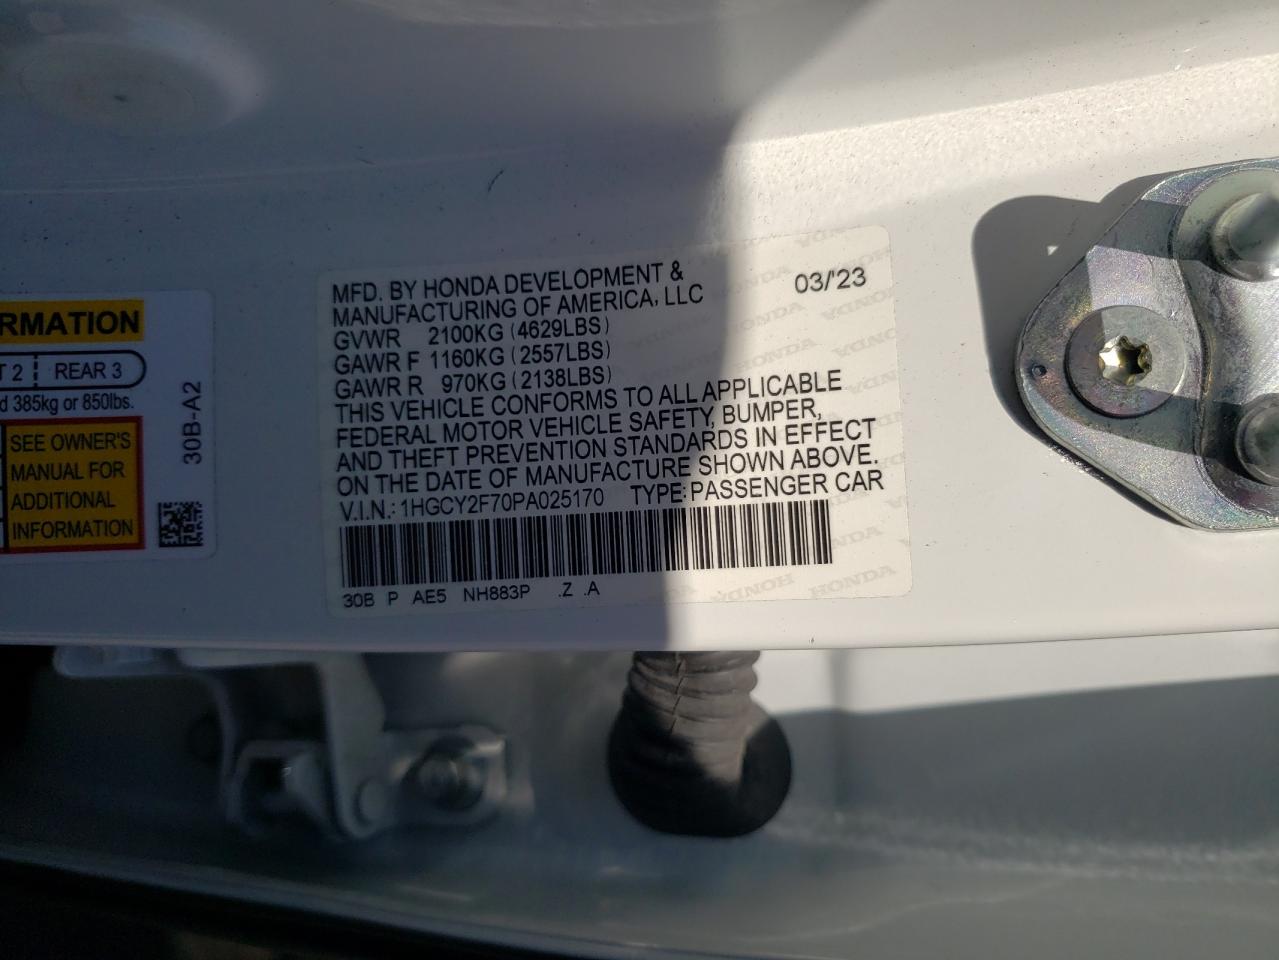 RMATION
T 2 REAR 3
d 385kg or 850lbs.
SEE OWNER'S
MANUAL FOR
ADDITIONAL
INFORMATION
30B-A2
MFD. BY HONDA DEVELOPMENT &
MANUFACTURING OF AMERICA, LLC
03/'23
GVWR 2100KG (4629LBS)
GAWR F 1160KG (2557LBS)
GAWR R 970KG (2138LBS)
THIS VEHICLE CONFORMS TO ALL APPLICABLE
FEDERAL MOTOR VEHICLE SAFETY, BUMPER,
AND THEFT PREVENTION STANDARDS IN EFFECT
ON THE DATE OF MANUFACTURE SHOWN ABOVE.
V.I.N.: 1HGCY2F70PA025170 TYPE: PASSENGER CAR
30B P AE5 NH883P .Z .A
HONDA